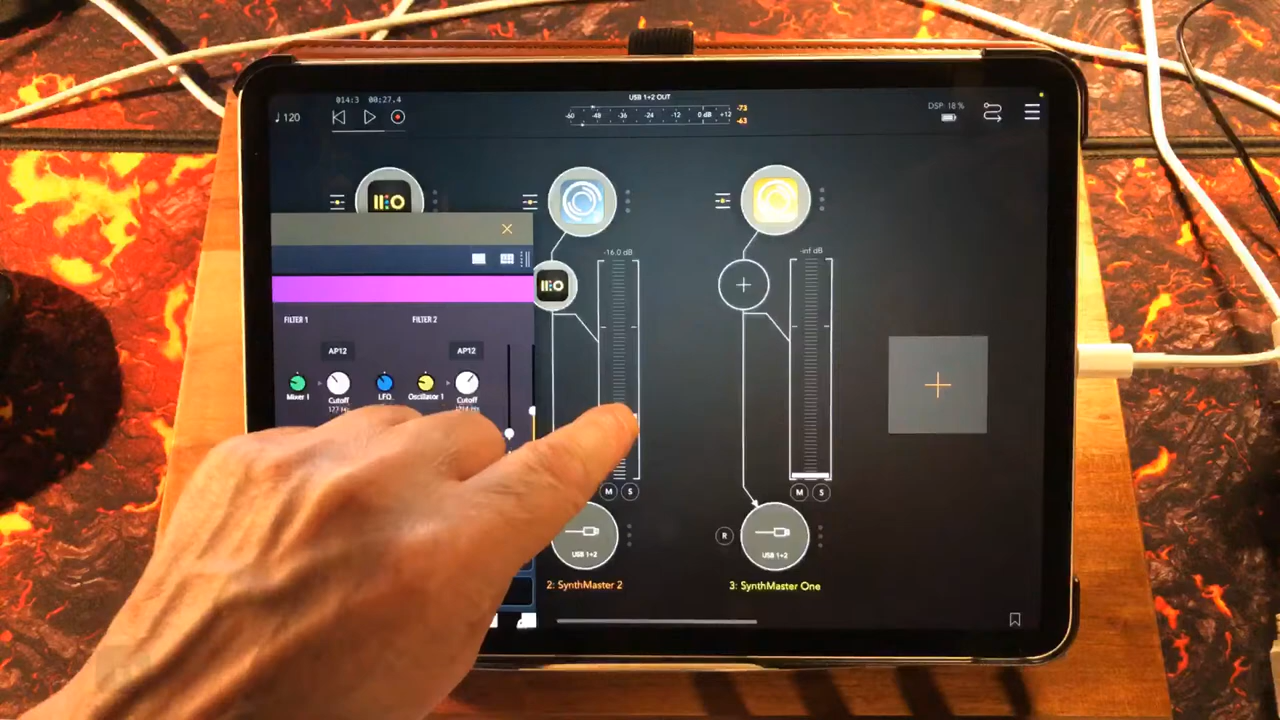 014:3 00:27.4
♩120
USB 1+2 OUT
-60 -48 -36 -24 -12 0 dB +12
-73
-63
DSP: 18 %
-16.0 dB
-inf dB
FILTER 1
FILTER 2
AP12
AP12
Mixer 1
Cutoff
LFO
Oscillator 1
Cutoff
M S
M S
R
USB 1+2
USB 1+2
2: SynthMaster 2
3: SynthMaster One